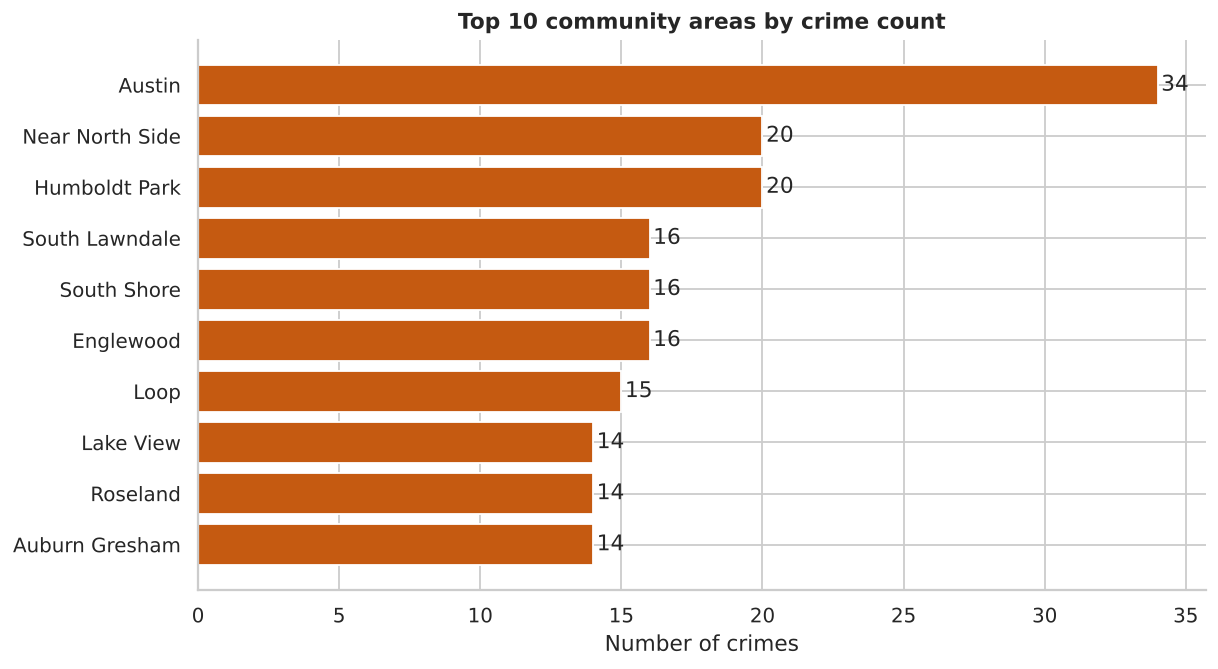 Top 10 community areas by crime count
Austin 34
Near North Side 20
Humboldt Park 20
South Lawndale 16
South Shore 16
Englewood 16
Loop 15
Lake View 14
Roseland 14
Auburn Gresham 14
0 5 10 15 20 25 30 35
Number of crimes